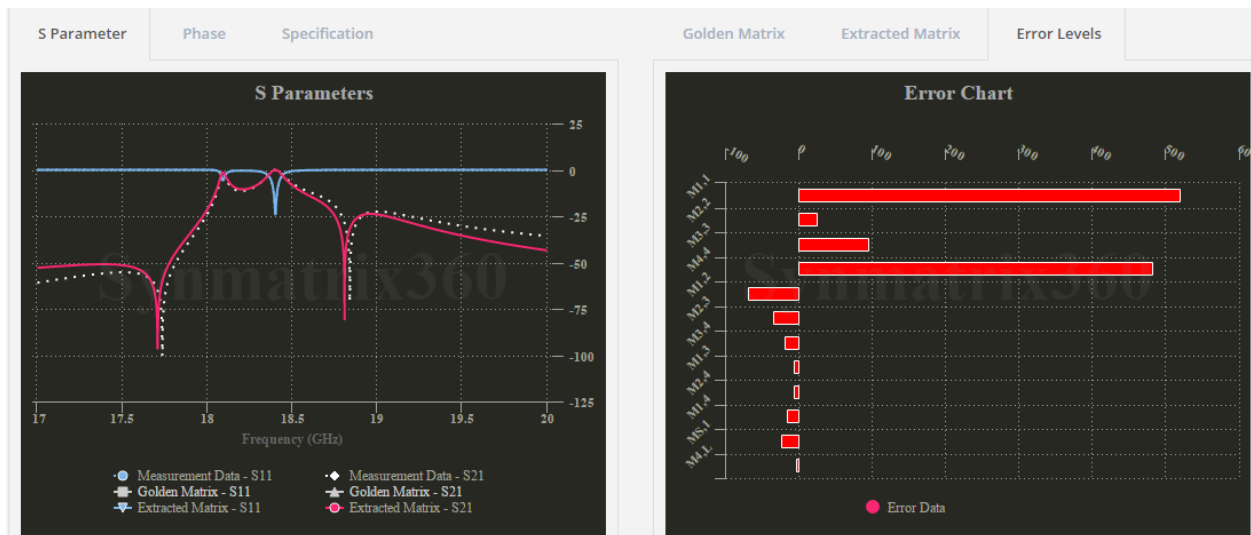 S Parameter Phase Specification
Golden Matrix Extracted Matrix Error Levels
S Parameters
25
0
-25
-50
-75
-100
-125
17 17.5 18 18.5 19 19.5 20
Frequency (GHz)
Synmatrix360
Measurement Data - S11 Measurement Data - S21
Golden Matrix - S11 Golden Matrix - S21
Extracted Matrix - S11 Extracted Matrix - S21
Error Chart
-100 0 100 200 300 400 500 60
M1,1
M2,2
M3,3
M4,4
M1,2
M2,3
M3,4
M1,3
M2,4
M1,4
MS,1
M4,L
Synmatrix360
Error Data